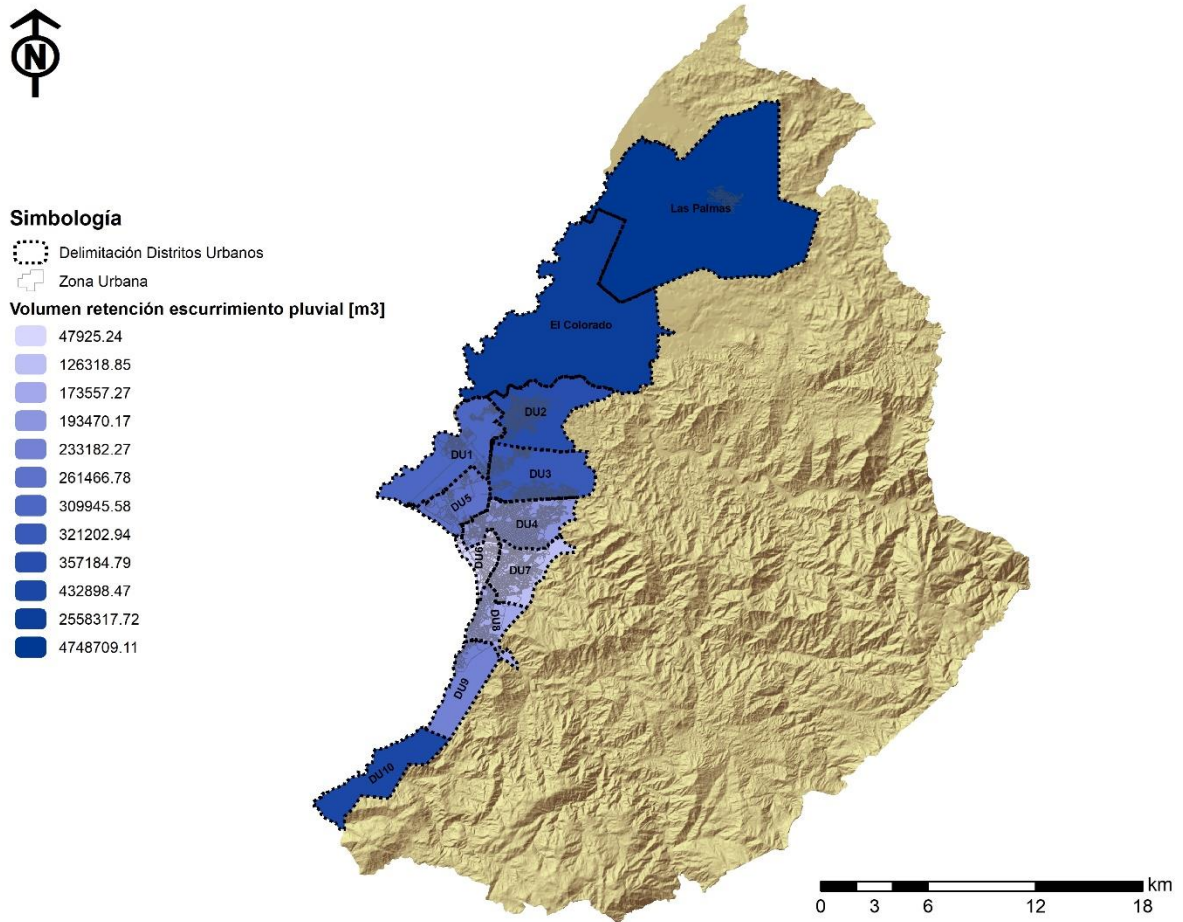 N
Simbología
Delimitación Distritos Urbanos
Zona Urbana
Volumen retención escurrimiento pluvial [m3]
47925.24
126318.85
173557.27
193470.17
233182.27
261466.78
309945.58
321202.94
357184.79
432898.47
2558317.72
4748709.11
Las Palmas
El Colorado
DU2
DU1
DU3
DU5
DU4
DU6
DU7
DU8
DU9
DU10
km
0 3 6 12 18